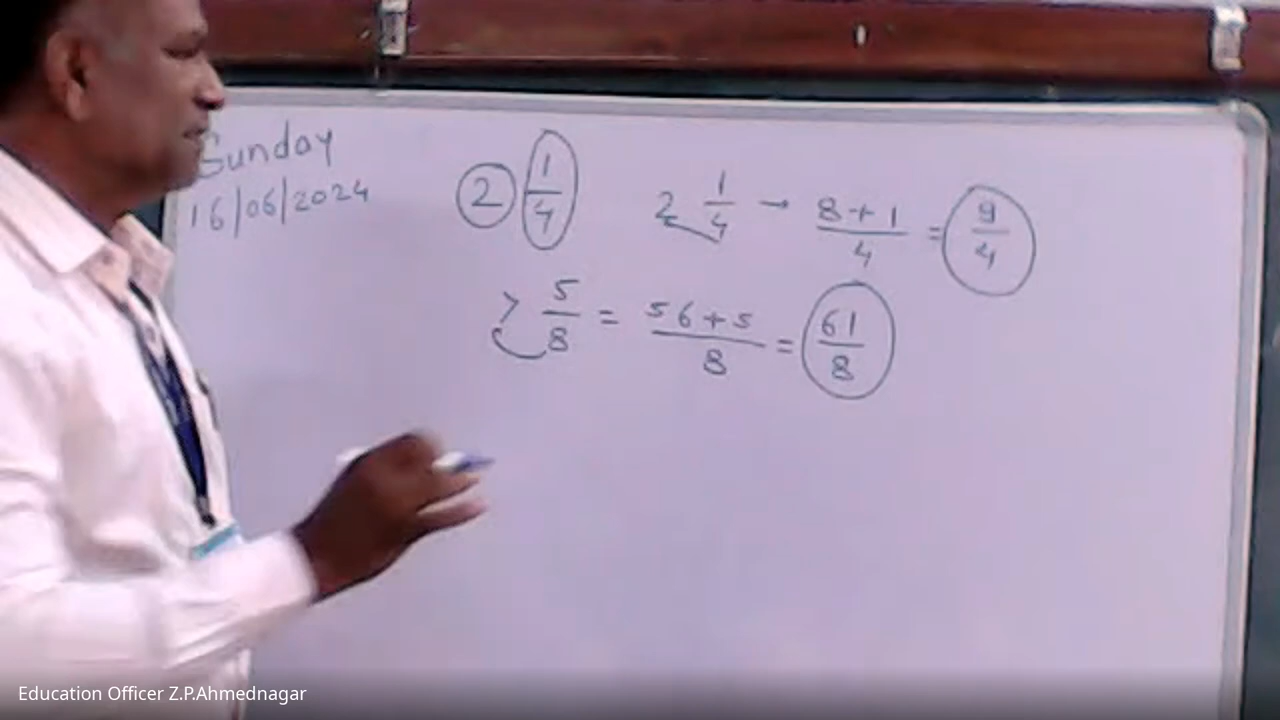 Sunday
16/06/2024
2 1/4
2 1/4 → 8+1/4 = 9/4
7 5/8 = 56+5/8 = 61/8
Education Officer Z.P.Ahmednagar